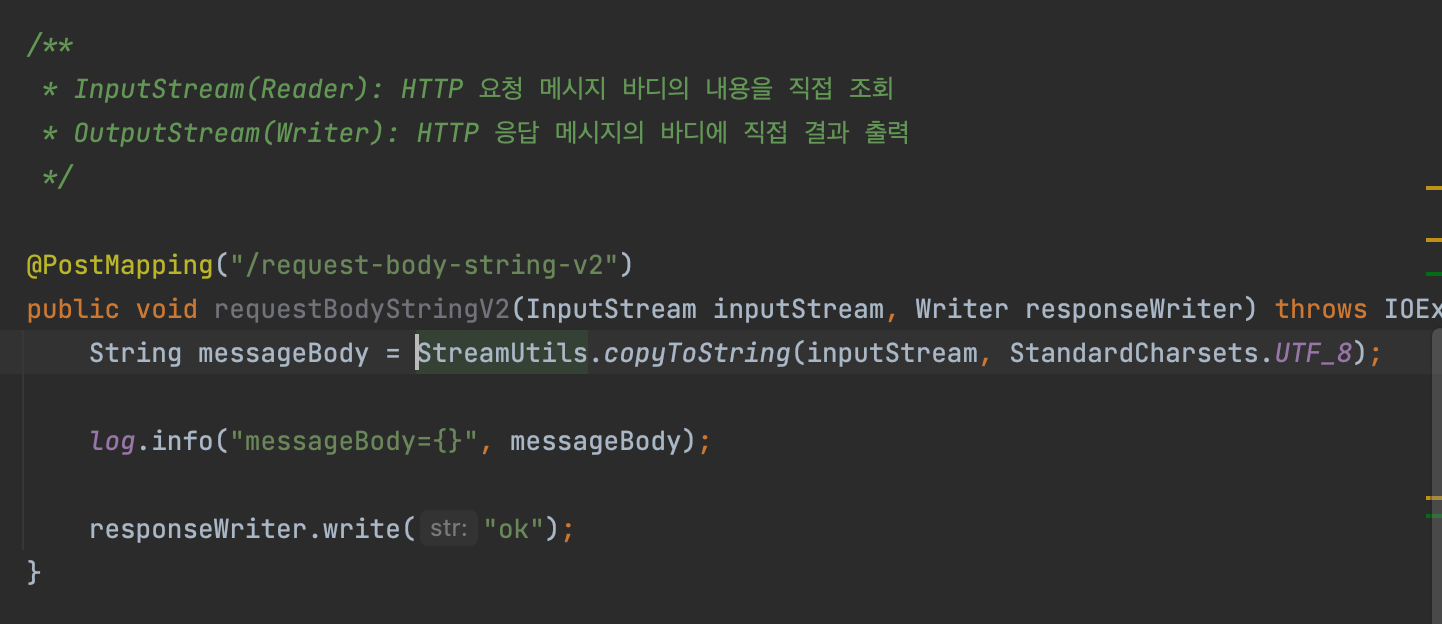 /**
 * InputStream(Reader): HTTP 요청 메시지 바디의 내용을 직접 조회
 * OutputStream(Writer): HTTP 응답 메시지의 바디에 직접 결과 출력
 */
@PostMapping("/request-body-string-v2")
public void requestBodyStringV2(InputStream inputStream, Writer responseWriter) throws IOEx
String messageBody = StreamUtils.copyToString(inputStream, StandardCharsets.UTF_8);
log.info("messageBody={}", messageBody);
responseWriter.write( str: "ok");
}